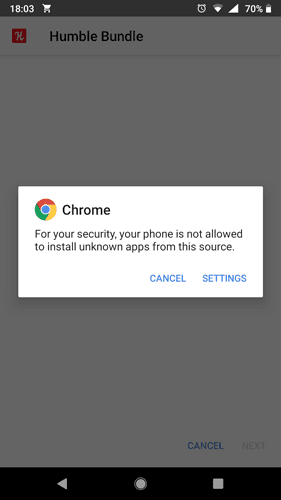 18:03 70%
Humble Bundle
Chrome
For your security, your phone is not allowed
to install unknown apps from this source.
CANCEL SETTINGS
CANCEL NEXT